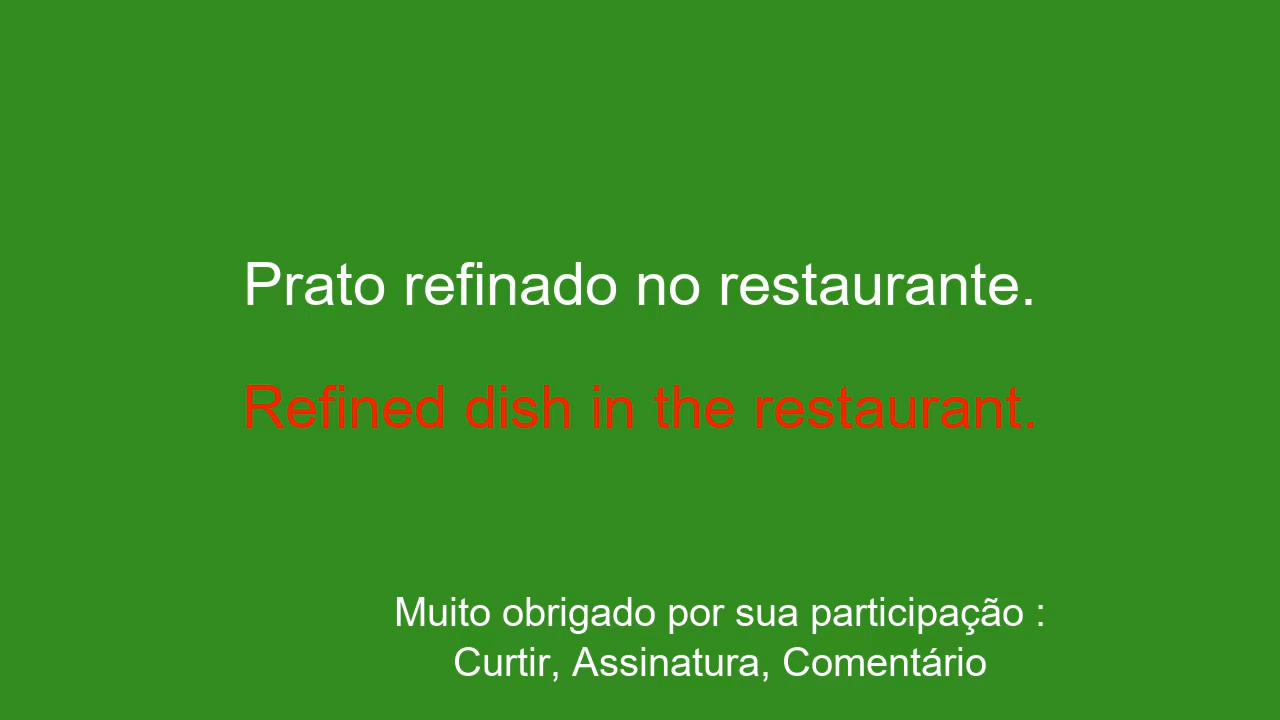 Prato refinado no restaurante.
Refined dish in the restaurant.
Muito obrigado por sua participação :
Curtir, Assinatura, Comentário